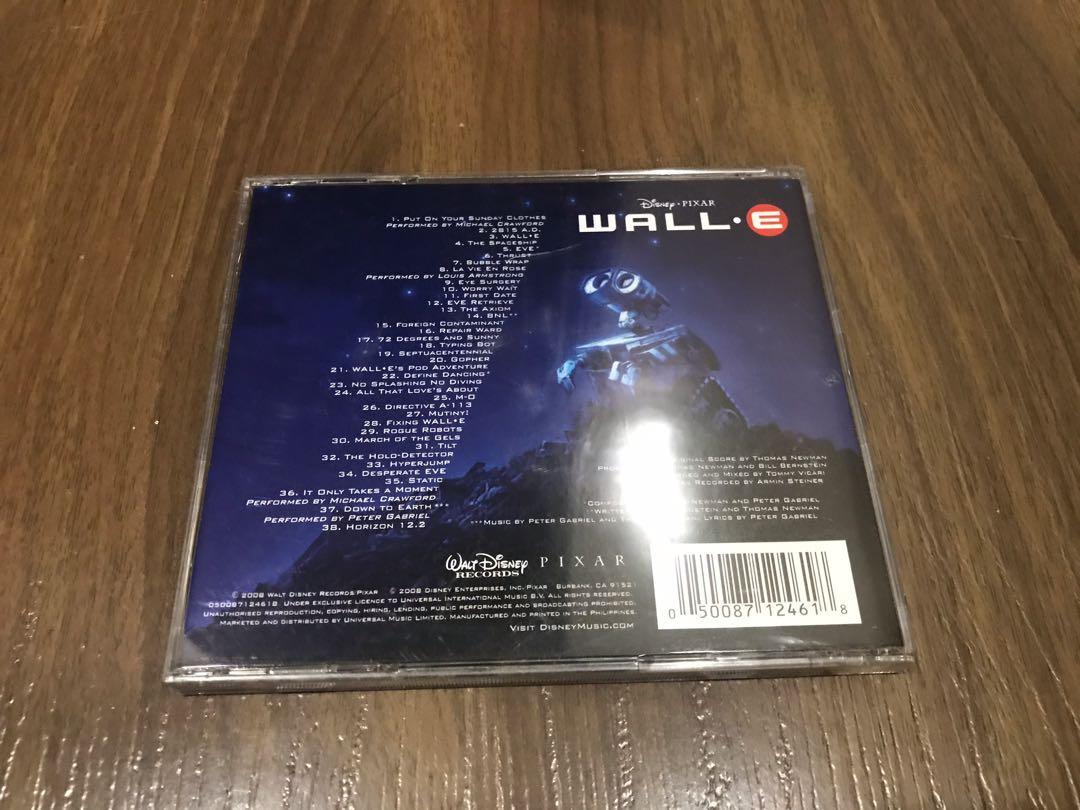 Disney · PIXAR
WALL·E
1. Put On Your Sunday Clothes
Performed by Michael Crawford
2. 2815 A.D.
3. WALL·E
4. The Spaceship
5. EVE*
6. Thrust
7. Bubble Wrap
8. La Vie En Rose
Performed by Louis Armstrong
9. Eye Surgery
10. Worry Wait
11. First Date
12. EVE Retrieve
13. The Axiom
14. BNL**
15. Foreign Contaminant
16. Repair Ward
17. 72 Degrees and Sunny
18. Typing Bot
19. Septuacentennial
20. Gopher
21. WALL·E's Pod Adventure
22. Define Dancing*
23. No Splashing No Diving
24. All That Love's About
25. M-O
26. Directive A-113
27. Mutiny!
28. Fixing WALL·E
29. Rogue Robots
30. March of the Gels
31. Tilt
32. The Holo-Detector
33. Hyperjump
34. Desperate EVE
35. Static
36. It Only Takes a Moment
Performed by Michael Crawford
37. Down to Earth***
Performed by Peter Gabriel
38. Horizon 12.2
Score by Thomas Newman
Newman and Bill Bernstein
and Mixed by Tommy Vicari
Recorded by Armin Steiner
Newman and Peter Gabriel
and Thomas Newman
***Music by Peter Gabriel and Lyrics by Peter Gabriel
Walt Disney Records
PIXAR
℗ 2008 Walt Disney Records/Pixar © 2008 Disney Enterprises, Inc./Pixar Burbank, CA 91521
050087124618 Under exclusive licence to Universal International Music B.V. All rights reserved.
Unauthorised reproduction, copying, hiring, lending, public performance and broadcasting prohibited.
Marketed and distributed by Universal Music Limited. Manufactured and printed in the Philippines.
Visit DisneyMusic.com
0 50087 12461 8